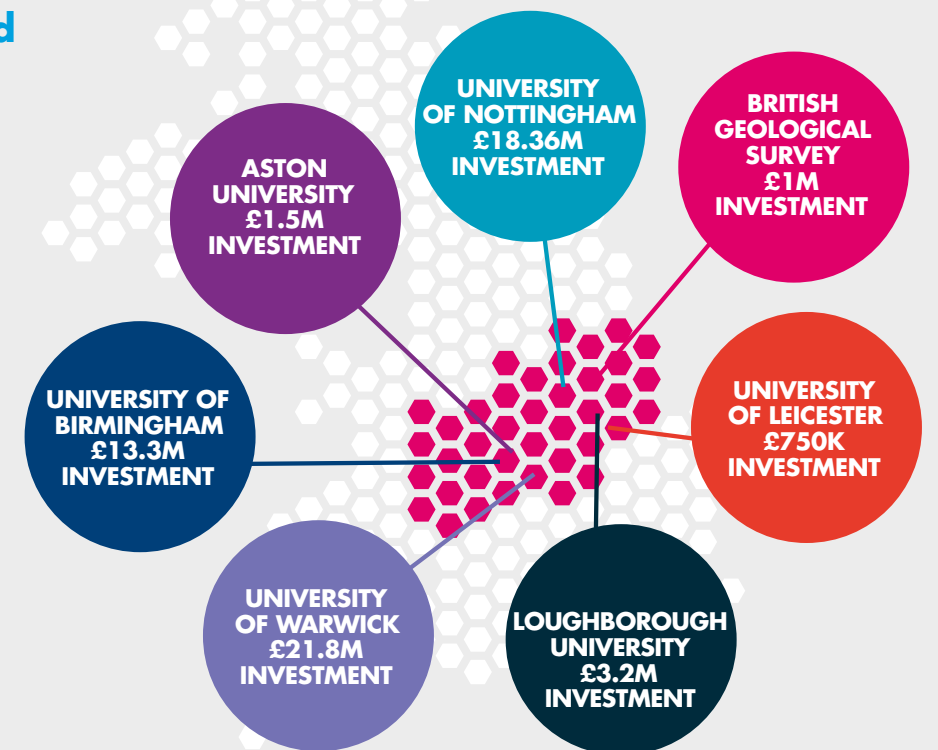 d
UNIVERSITY
OF NOTTINGHAM
£18.36M
INVESTMENT
BRITISH
GEOLOGICAL
SURVEY
£1M
INVESTMENT
ASTON
UNIVERSITY
£1.5M
INVESTMENT
UNIVERSITY OF
BIRMINGHAM
£13.3M
INVESTMENT
UNIVERSITY
OF LEICESTER
£750K
INVESTMENT
UNIVERSITY
OF WARWICK
£21.8M
INVESTMENT
LOUGHBOROUGH
UNIVERSITY
£3.2M
INVESTMENT